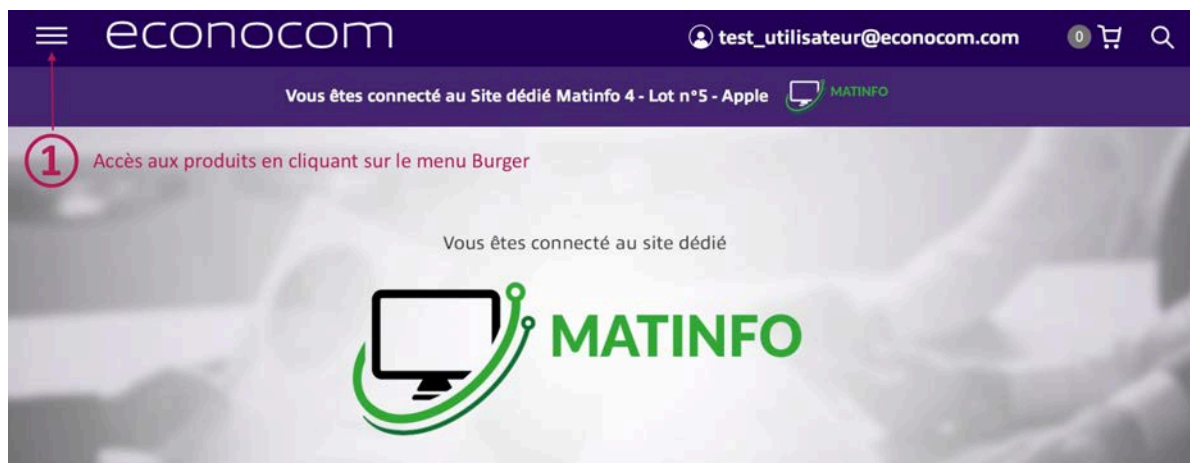 econocom
test_utilisateur@econocom.com 0
Vous êtes connecté au Site dédié Matinfo 4 - Lot n°5 - Apple MATINFO
1 Accès aux produits en cliquant sur le menu Burger
Vous êtes connecté au site dédié
MATINFO